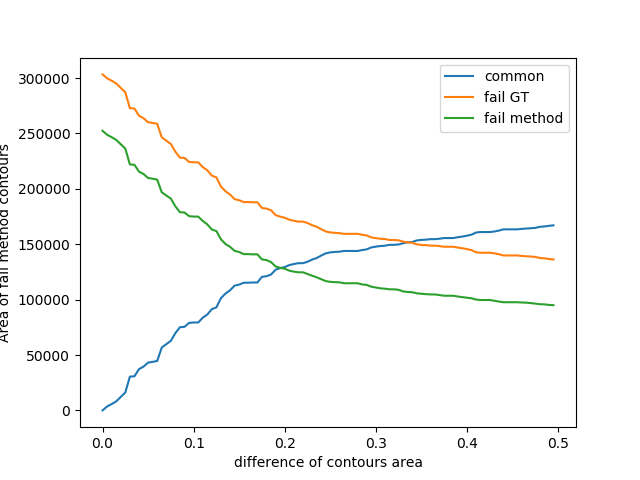 common
fail GT
fail method
300000
250000
200000
150000
100000
50000
0
Area of fail method contours
0.0 0.1 0.2 0.3 0.4 0.5
difference of contours area